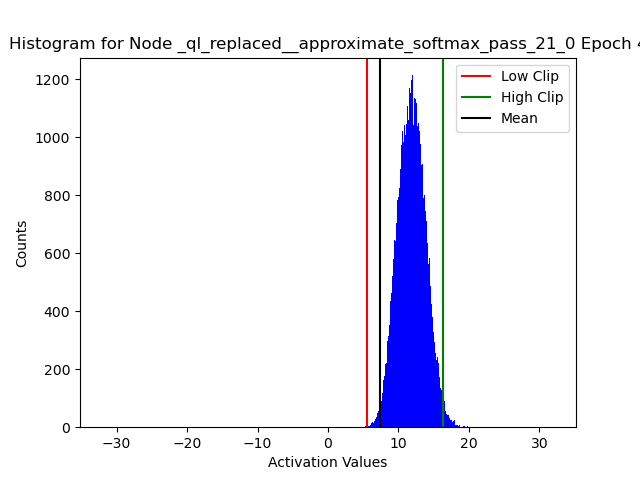 Histogram for Node _ql_replaced__approximate_softmax_pass_21_0 Epoch 4
Low Clip
High Clip
Mean
1200
1000
800
600
400
200
0
Counts
−30
−20
−10
0
10
20
30
Activation Values